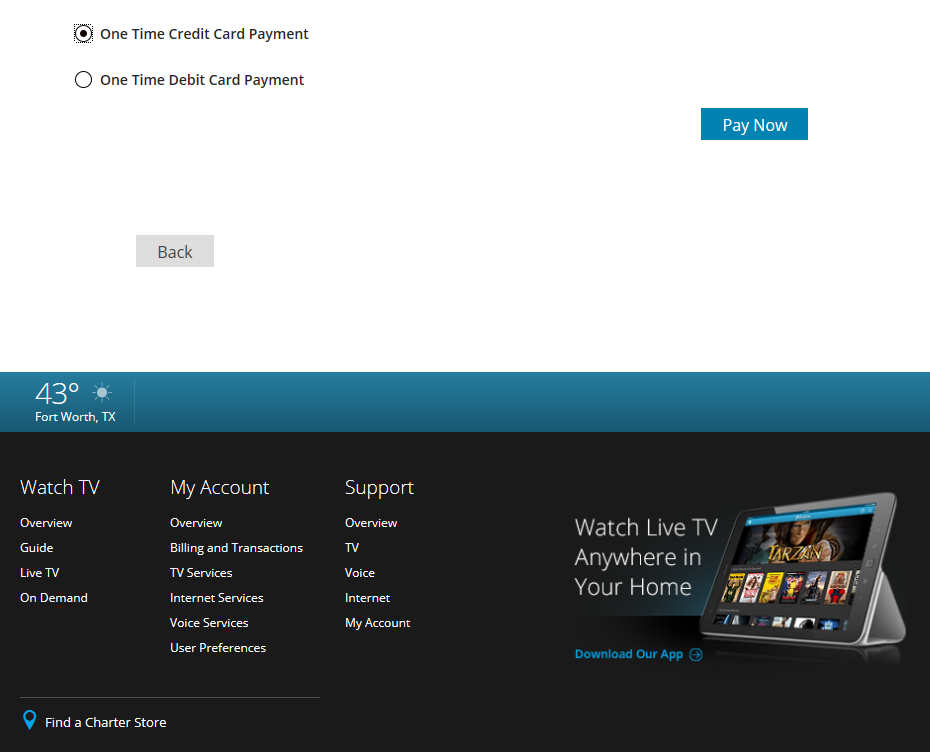 One Time Credit Card Payment
One Time Debit Card Payment
Pay Now
Back
43°
Fort Worth, TX
Watch TV
Overview
Guide
Live TV
On Demand
My Account
Overview
Billing and Transactions
TV Services
Internet Services
Voice Services
User Preferences
Support
Overview
TV
Voice
Internet
My Account
Watch Live TV
Anywhere in
Your Home
TARZAN
Download Our App
Find a Charter Store